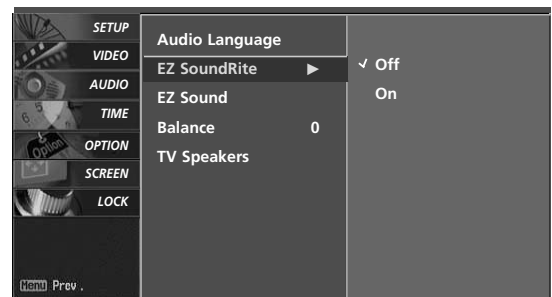 SETUP
VIDEO
AUDIO
TIME
OPTION
SCREEN
LOCK
Menu Prev.
Audio Language
EZ SoundRite ▶
EZ Sound
Balance 0
TV Speakers
✓ Off
On